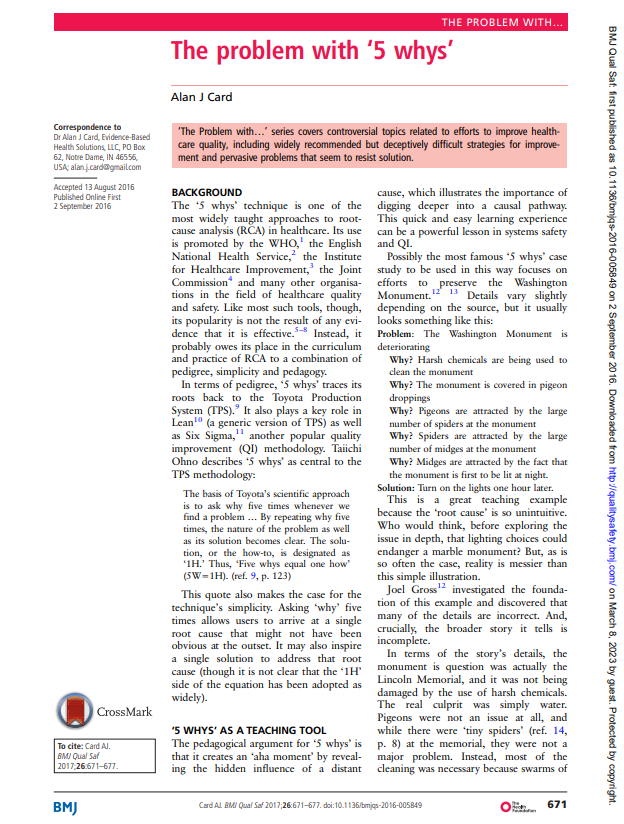 THE PROBLEM WITH…
The problem with ‘5 whys’
Alan J Card
Correspondence to
Dr Alan J Card, Evidence-Based
Health Solutions, LLC, PO Box
62, Notre Dame, IN 46556,
USA; alan.j.card@gmail.com
Accepted 13 August 2016
Published Online First
2 September 2016
‘The Problem with…’ series covers controversial topics related to efforts to improve health-
care quality, including widely recommended but deceptively difficult strategies for improve-
ment and pervasive problems that seem to resist solution.
BACKGROUND
The ‘5 whys’ technique is one of the
most widely taught approaches to root-
cause analysis (RCA) in healthcare. Its use
is promoted by the WHO,1 the English
National Health Service,2 the Institute
for Healthcare Improvement,3 the Joint
Commission4 and many other organisa-
tions in the field of healthcare quality
and safety. Like most such tools, though,
its popularity is not the result of any evi-
dence that it is effective.5–8 Instead, it
probably owes its place in the curriculum
and practice of RCA to a combination of
pedigree, simplicity and pedagogy.
In terms of pedigree, ‘5 whys’ traces its
roots back to the Toyota Production
System (TPS).9 It also plays a key role in
Lean10 (a generic version of TPS) as well
as Six Sigma,11 another popular quality
improvement (QI) methodology. Taiichi
Ohno describes ‘5 whys’ as central to the
TPS methodology:
The basis of Toyota’s scientific approach
is to ask why five times whenever we
find a problem … By repeating why five
times, the nature of the problem as well
as its solution becomes clear. The solu-
tion, or the how-to, is designated as
‘1H.’ Thus, ‘Five whys equal one how’
(5W=1H). (ref. 9, p. 123)
This quote also makes the case for the
technique’s simplicity. Asking ‘why’ five
times allows users to arrive at a single
root cause that might not have been
obvious at the outset. It may also inspire
a single solution to address that root
cause (though it is not clear that the ‘1H’
side of the equation has been adopted as
widely).
‘5 WHYS’ AS A TEACHING TOOL
The pedagogical argument for ‘5 whys’ is
that it creates an ‘aha moment’ by reveal-
ing the hidden influence of a distant
cause, which illustrates the importance of
digging deeper into a causal pathway.
This quick and easy learning experience
can be a powerful lesson in systems safety
and QI.
Possibly the most famous ‘5 whys’ case
study to be used in this way focuses on
efforts to preserve the Washington
Monument.12 13 Details vary slightly
depending on the source, but it usually
looks something like this:
Problem: The Washington Monument is
deteriorating
Why? Harsh chemicals are being used to
clean the monument
Why? The monument is covered in pigeon
droppings
Why? Pigeons are attracted by the large
number of spiders at the monument
Why? Spiders are attracted by the large
number of midges at the monument
Why? Midges are attracted by the fact that
the monument is first to be lit at night.
Solution: Turn on the lights one hour later.
This is a great teaching example
because the ‘root cause’ is so unintuitive.
Who would think, before exploring the
issue in depth, that lighting choices could
endanger a marble monument? But, as is
so often the case, reality is messier than
this simple illustration.
Joel Gross12 investigated the founda-
tion of this example and discovered that
many of the details are incorrect. And,
crucially, the broader story it tells is
incomplete.
In terms of the story’s details, the
monument is question was actually the
Lincoln Memorial, and it was not being
damaged by the use of harsh chemicals.
The real culprit was simply water.
Pigeons were not an issue at all, and
while there were ‘tiny spiders’ (ref. 14,
p. 8) at the memorial, they were not a
major problem. Instead, most of the
cleaning was necessary because swarms of
CrossMark
To cite: Card AJ.
BMJ Qual Saf
2017;26:671–677.
BMJ
Card AJ. BMJ Qual Saf 2017;26:671–677. doi:10.1136/bmjqs-2016-005849
The
Health
Foundation
671
BMJ Qual Saf: first published as 10.1136/bmjqs-2016-005849 on 2 September 2016. Downloaded from http://qualitysafety.bmj.com/ on March 8, 2023 by guest. Protected by copyright.